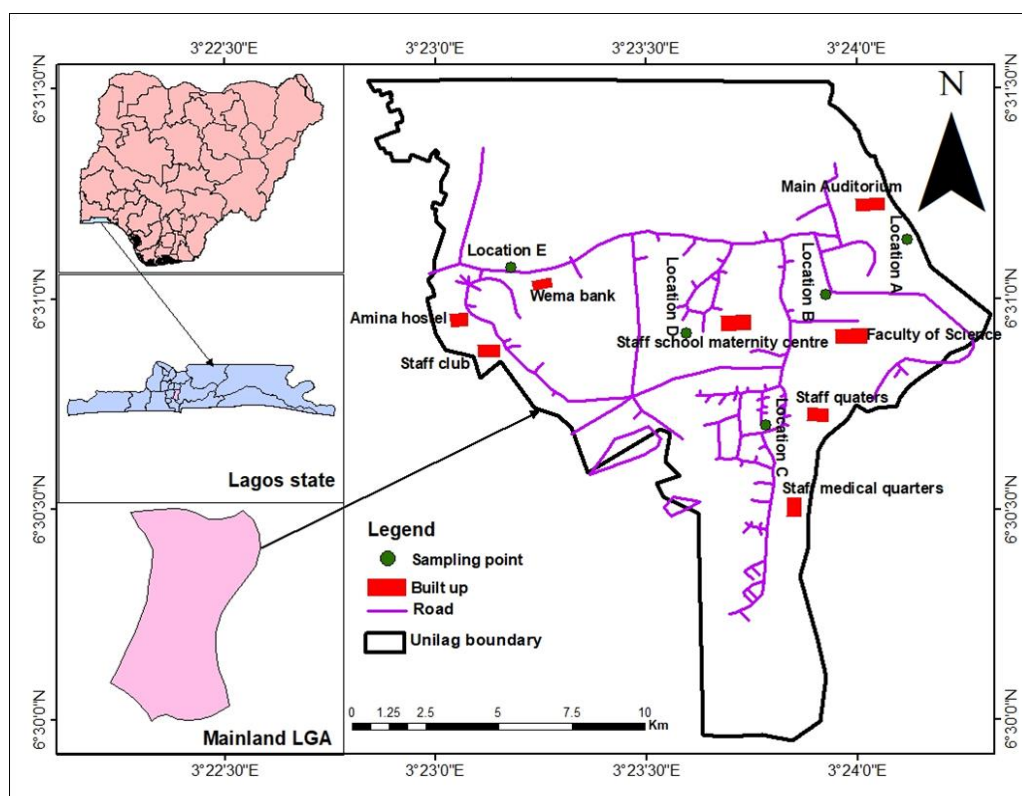 3°22'30"E
3°23'0"E
3°23'30"E
3°24'0"E
6°31'30"N
6°31'0"N
6°30'30"N
6°30'0"N
Lagos state
Mainland LGA
N
Main Auditorium
Location A
Location E
Location B
Location D
Wema bank
Amina hostel
Staff club
Staff school maternity centre
Faculty of Science
Staff quaters
Location C
Staff medical quarters
Legend
Sampling point
Built up
Road
Unilag boundary
0 1.25 2.5 5 7.5 10
Km
6°31'30"N
6°31'0"N
6°30'30"N
6°30'0"N
3°22'30"E
3°23'0"E
3°23'30"E
3°24'0"E